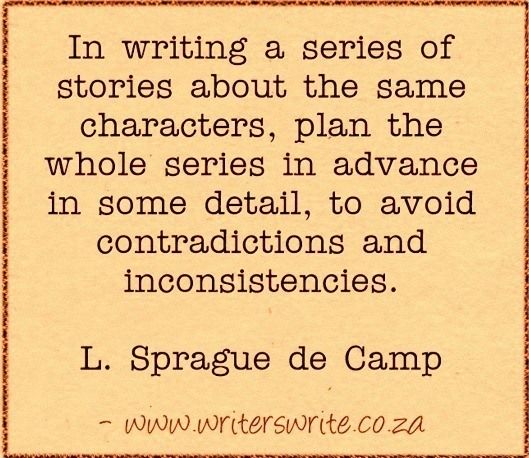 In writing a series of
stories about the same
characters, plan the
whole series in advance
in some detail, to avoid
contradictions and
inconsistencies.
L. Sprague de Camp
- www.writerswrite.co.za